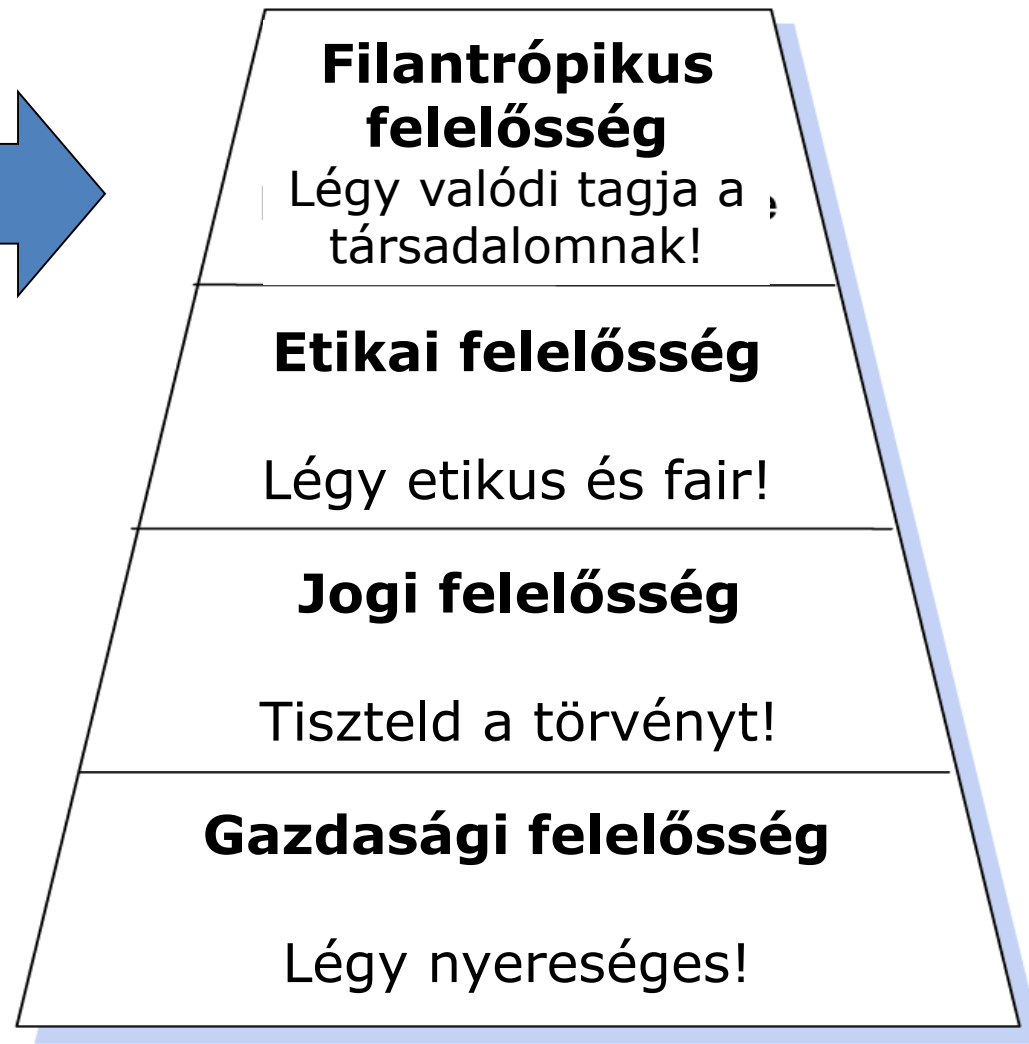 Filantrópikus
felelősség
Légy valódi tagja a
társadalomnak!
Etikai felelősség
Légy etikus és fair!
Jogi felelősség
Tiszteld a törvényt!
Gazdasági felelősség
Légy nyereséges!